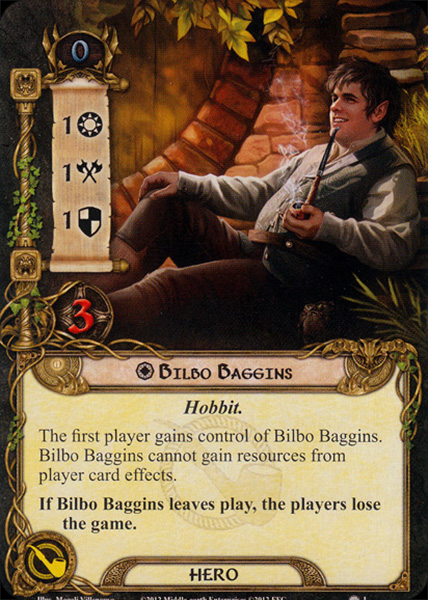 0
1
1
1
3
Bilbo Baggins
Hobbit.
The first player gains control of Bilbo Baggins.
Bilbo Baggins cannot gain resources from
player card effects.
If Bilbo Baggins leaves play, the players lose
the game.
HERO